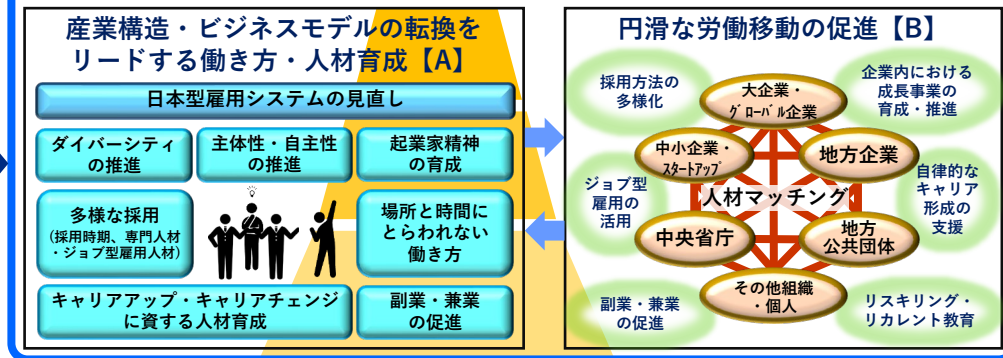 産業構造・ビジネスモデルの転換を
リードする働き方・人材育成【A】
日本型雇用システムの見直し
ダイバーシティ
の推進
主体性・自主性
の推進
起業家精神
の育成
多様な採用
(採用時期、専門人材
・ジョブ型雇用人材)
場所と時間に
とらわれない
働き方
キャリアアップ・キャリアチェンジ
に資する人材育成
副業・兼業
の促進
円滑な労働移動の促進【B】
採用方法の
多様化
大企業・
グローバル企業
企業内における
成長事業の
育成・推進
中小企業・
スタートアップ
地方企業
ジョブ型
雇用の
活用
人材マッチング
自律的な
キャリア
形成の
支援
中央省庁
地方
公共団体
その他組織
・個人
副業・兼業
の促進
リスキリング・
リカレント教育